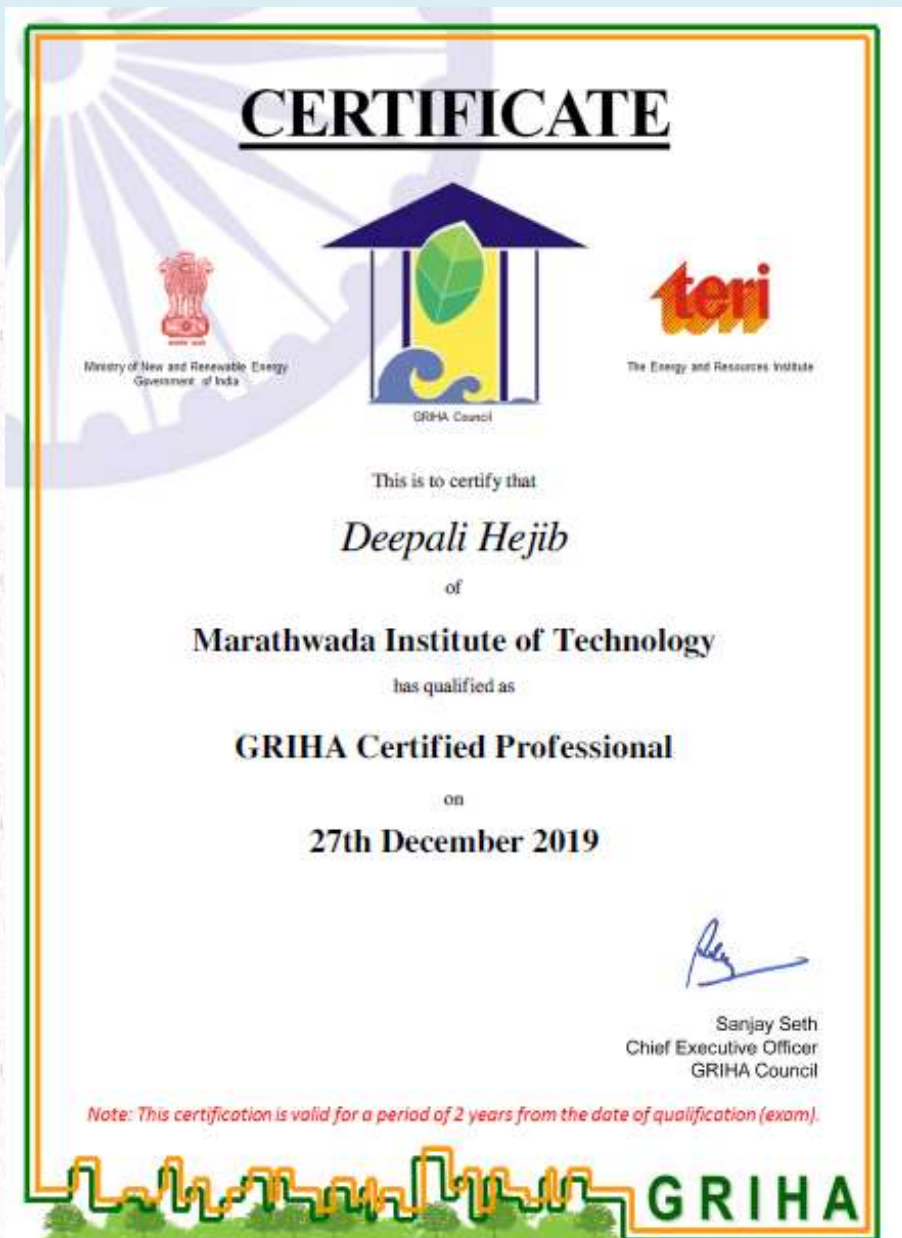 CERTIFICATE
Ministry of New and Renewable Energy
Government of India
GRIHA Council
teri
The Energy and Resources Institute
This is to certify that
Deepali Hejib
of
Marathwada Institute of Technology
has qualified as
GRIHA Certified Professional
on
27th December 2019
Sanjay Seth
Chief Executive Officer
GRIHA Council
Note: This certification is valid for a period of 2 years from the date of qualification (exam).
GRIHA